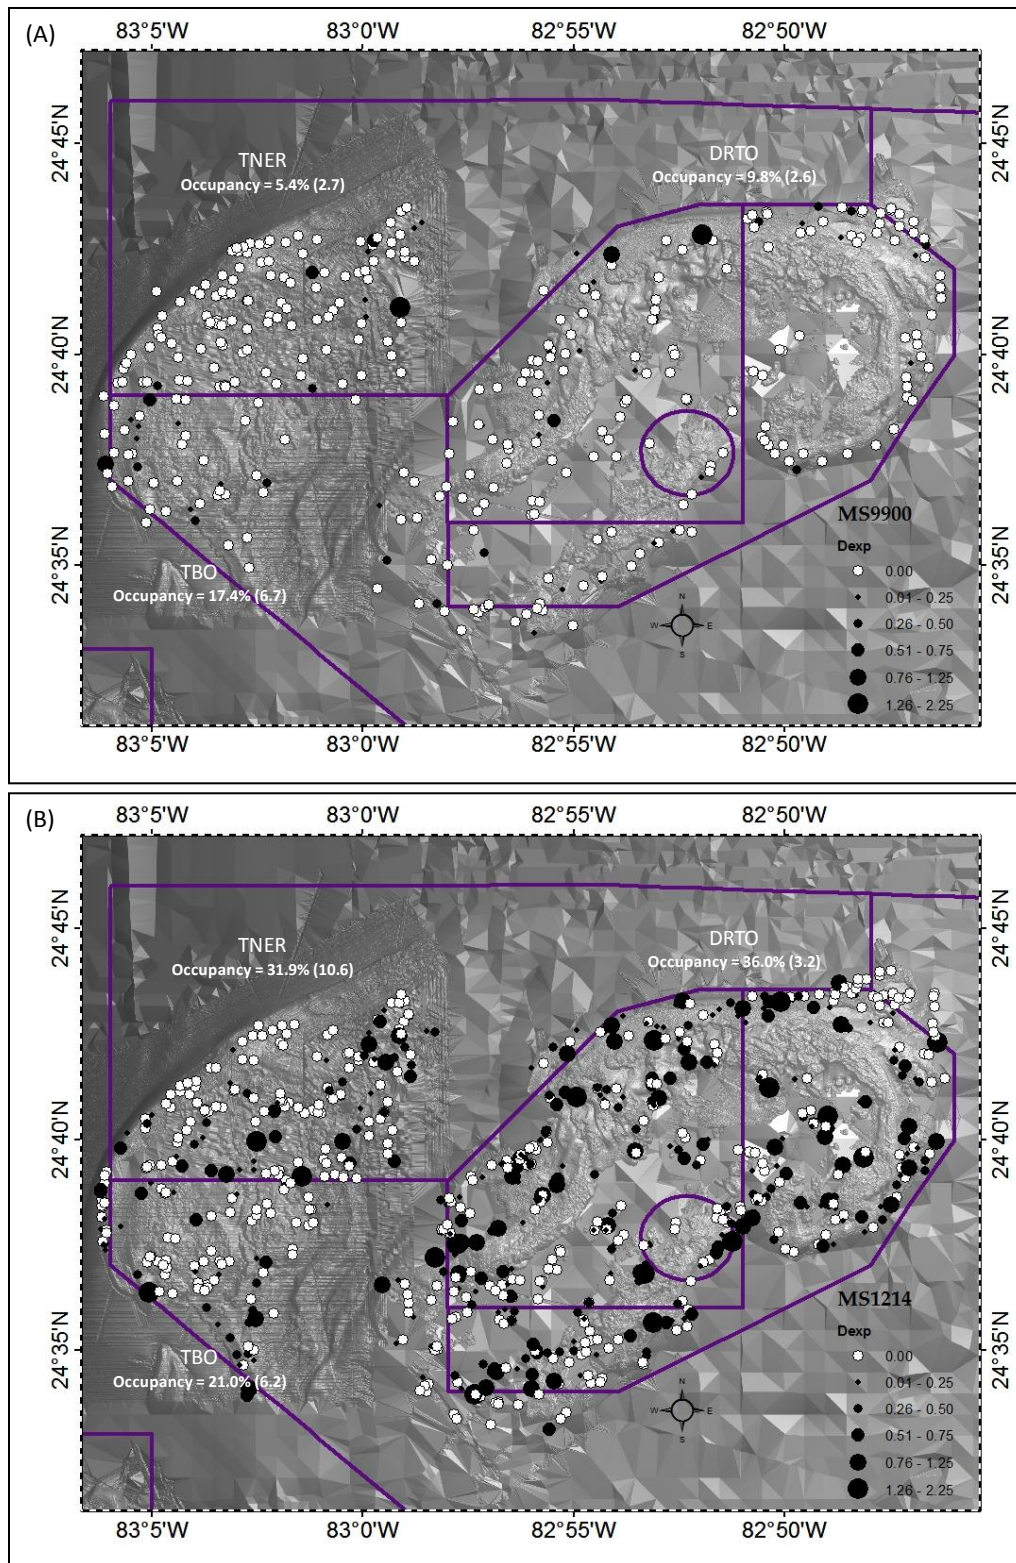 (A)
83°5'W 83°0'W 82°55'W 82°50'W
24°45'N 24°45'N
TNER
Occupancy = 5.4% (2.7)
DRTO
Occupancy = 9.8% (2.6)
24°40'N 24°40'N
24°35'N 24°35'N
TBO
Occupancy = 17.4% (6.7)
N
W E
S
MS9900
Dexp
0.00
0.01 - 0.25
0.26 - 0.50
0.51 - 0.75
0.76 - 1.25
1.26 - 2.25
83°5'W 83°0'W 82°55'W 82°50'W
(B)
83°5'W 83°0'W 82°55'W 82°50'W
24°45'N 24°45'N
TNER
Occupancy = 31.9% (10.6)
DRTO
Occupancy = 36.0% (3.2)
24°40'N 24°40'N
24°35'N 24°35'N
TBO
Occupancy = 21.0% (6.2)
N
W E
S
MS1214
Dexp
0.00
0.01 - 0.25
0.26 - 0.50
0.51 - 0.75
0.76 - 1.25
1.26 - 2.25
83°5'W 83°0'W 82°55'W 82°50'W